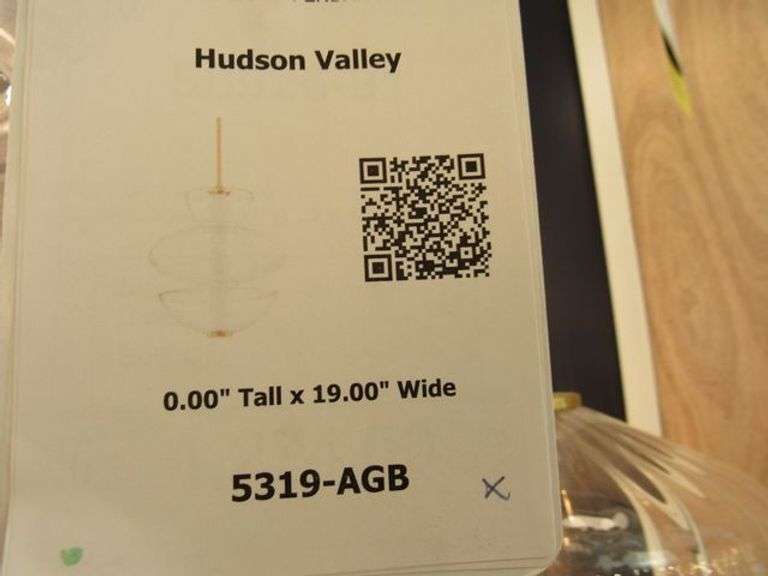 Hudson Valley
0.00" Tall x 19.00" Wide
5319-AGB
x